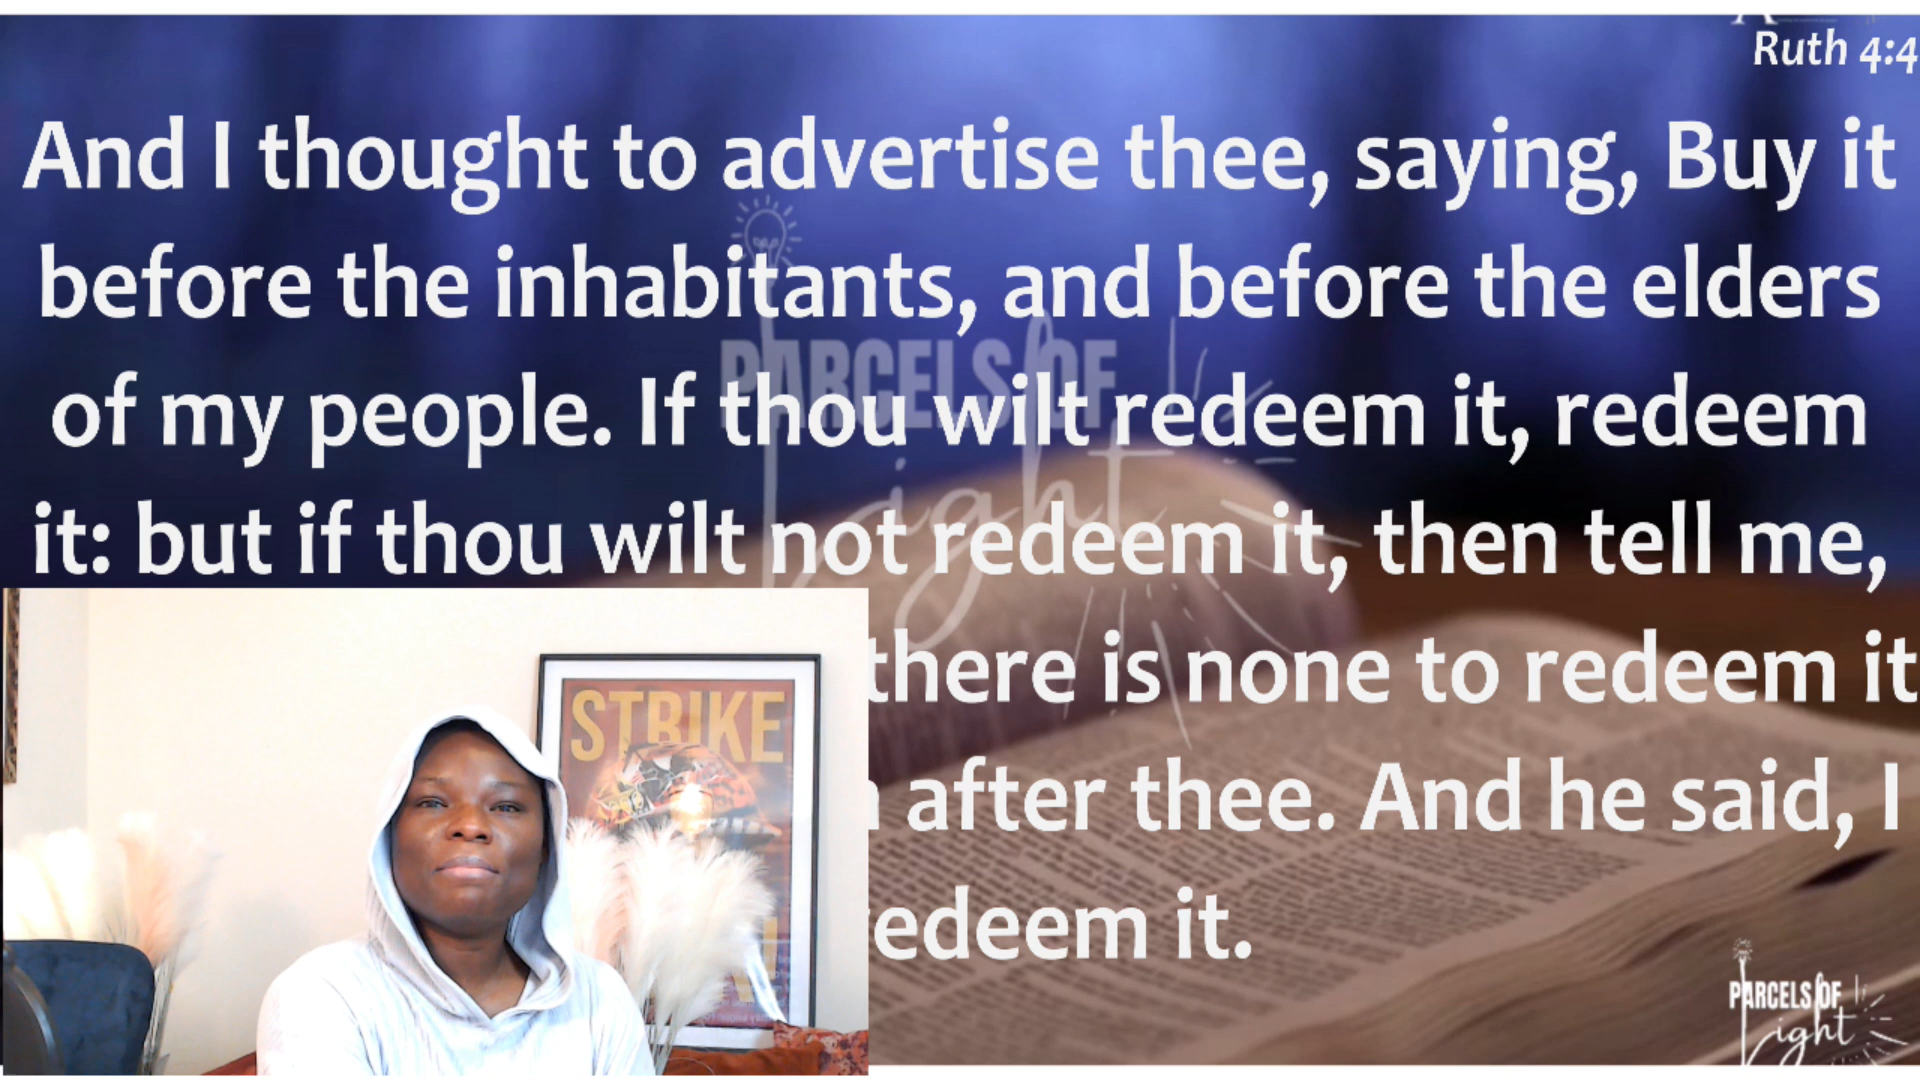 Ruth 4:4
And I thought to advertise thee, saying, Buy it
before the inhabitants, and before the elders
of my people. If thou wilt redeem it, redeem
it: but if thou wilt not redeem it, then tell me,
there is none to redeem it
after thee. And he said, I
edeem it.
PARCELS OF
Light
STRIKE
PARCELS OF
Light